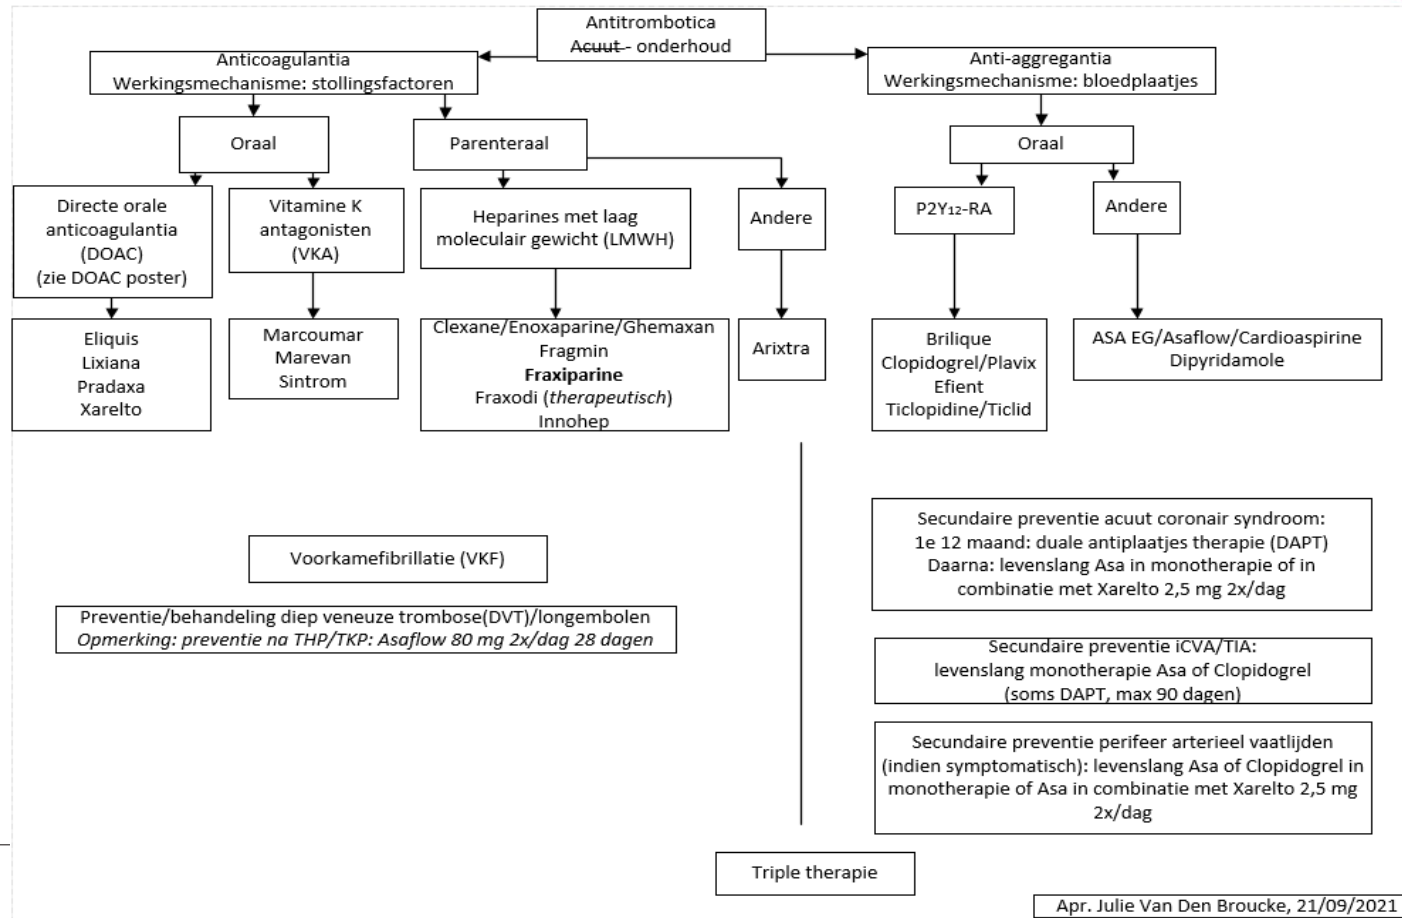 Antitrombotica
Acuut - onderhoud
Anticoagulantia
Werkingsmechanisme: stollingsfactoren
Anti-aggregantia
Werkingsmechanisme: bloedplaatjes
Oraal
Parenteraal
Oraal
Directe orale
anticoagulantia
(DOAC)
(zie DOAC poster)
Vitamine K
antagonisten
(VKA)
Heparines met laag
moleculair gewicht (LMWH)
Andere
P2Y₁₂-RA
Andere
Eliquis
Lixiana
Pradaxa
Xarelto
Marcoumar
Marevan
Sintrom
Clexane/Enoxaparine/Ghemaxan
Fragmin
Fraxiparine
Fraxodi (therapeutisch)
Innohep
Arixtra
Brilique
Clopidogrel/Plavix
Efient
Ticlopidine/Ticlid
ASA EG/Asaflow/Cardioaspirine
Dipyridamole
Voorkamefibrillatie (VKF)
Preventie/behandeling diep veneuze trombose(DVT)/longembolen
Opmerking: preventie na THP/TKP: Asaflow 80 mg 2x/dag 28 dagen
Secundaire preventie acuut coronair syndroom:
1e 12 maand: duale antiplaatjes therapie (DAPT)
Daarna: levenslang Asa in monotherapie of in
combinatie met Xarelto 2,5 mg 2x/dag
Secundaire preventie iCVA/TIA:
levenslang monotherapie Asa of Clopidogrel
(soms DAPT, max 90 dagen)
Secundaire preventie perifeer arterieel vaatlijden
(indien symptomatisch): levenslang Asa of Clopidogrel in
monotherapie of Asa in combinatie met Xarelto 2,5 mg
2x/dag
Triple therapie
Apr. Julie Van Den Broucke, 21/09/2021